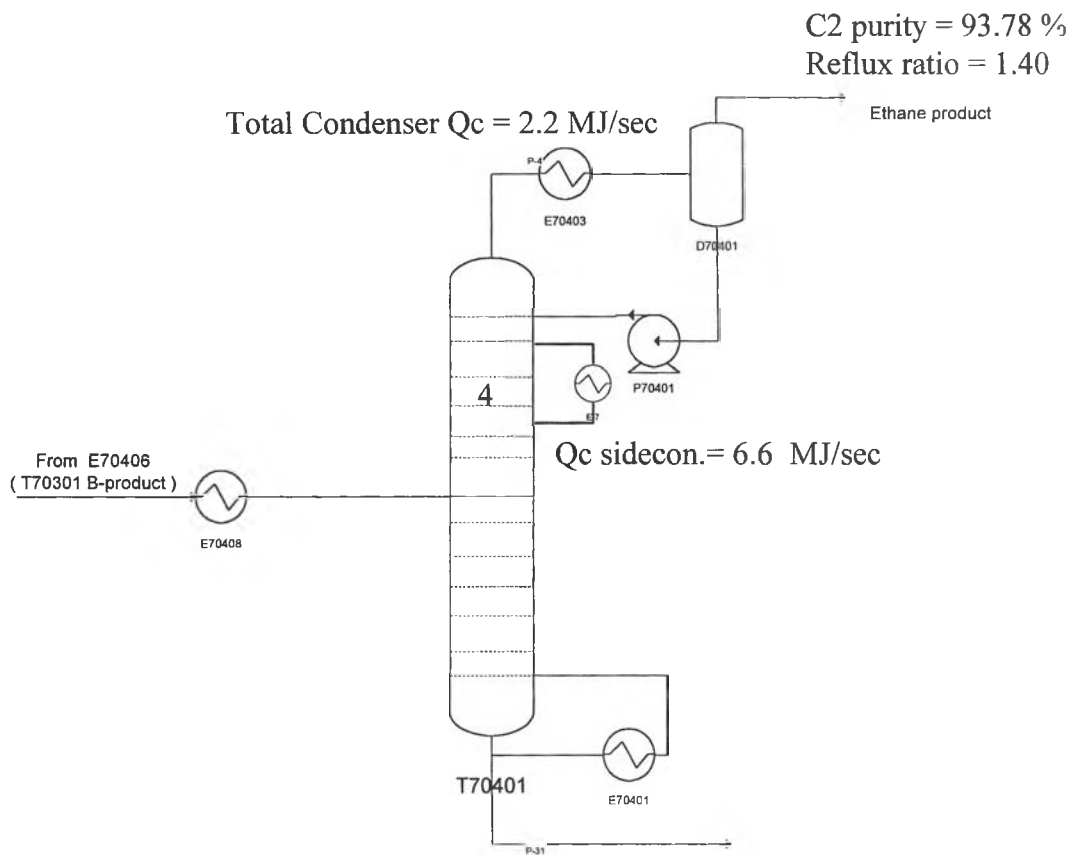 C2 purity = 93.78 %
Reflux ratio = 1.40
Ethane product
Total Condenser Qc = 2.2 MJ/sec
P-4
E70403
D70401
P70401
4
E7
Qc sidecon.= 6.6 MJ/sec
From E70406
( T70301 B-product )
E70408
T70401
E70401
P-31